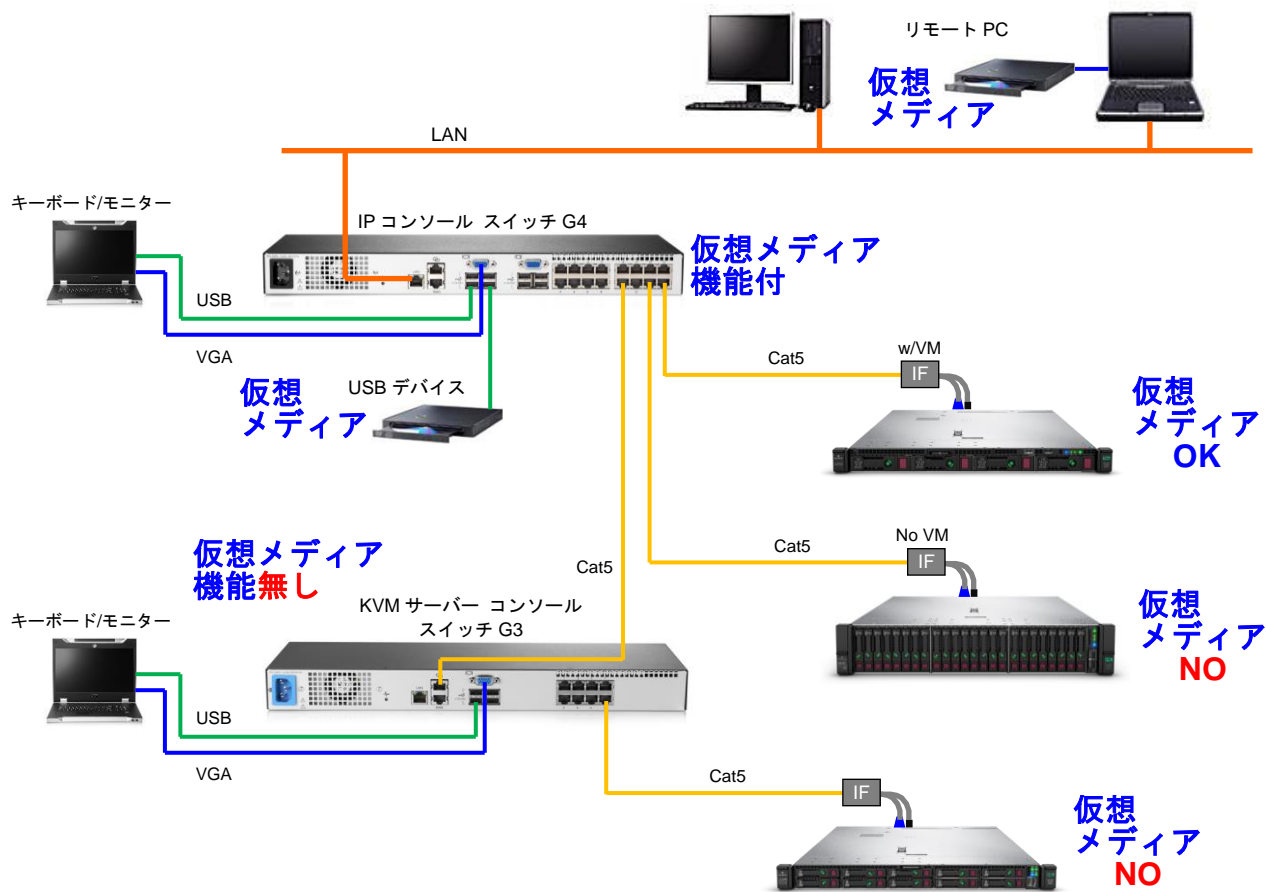 リモート PC
仮想
メディア
LAN
キーボード/モニター
IP コンソール スイッチ G4
仮想メディア
機能付
USB
VGA
仮想
メディア
USB デバイス
Cat5
w/VM
IF
仮想
メディア
OK
仮想メディア
機能無し
Cat5
Cat5
No VM
IF
仮想
メディア
NO
キーボード/モニター
KVM サーバー コンソール
スイッチ G3
USB
VGA
Cat5
IF
仮想
メディア
NO